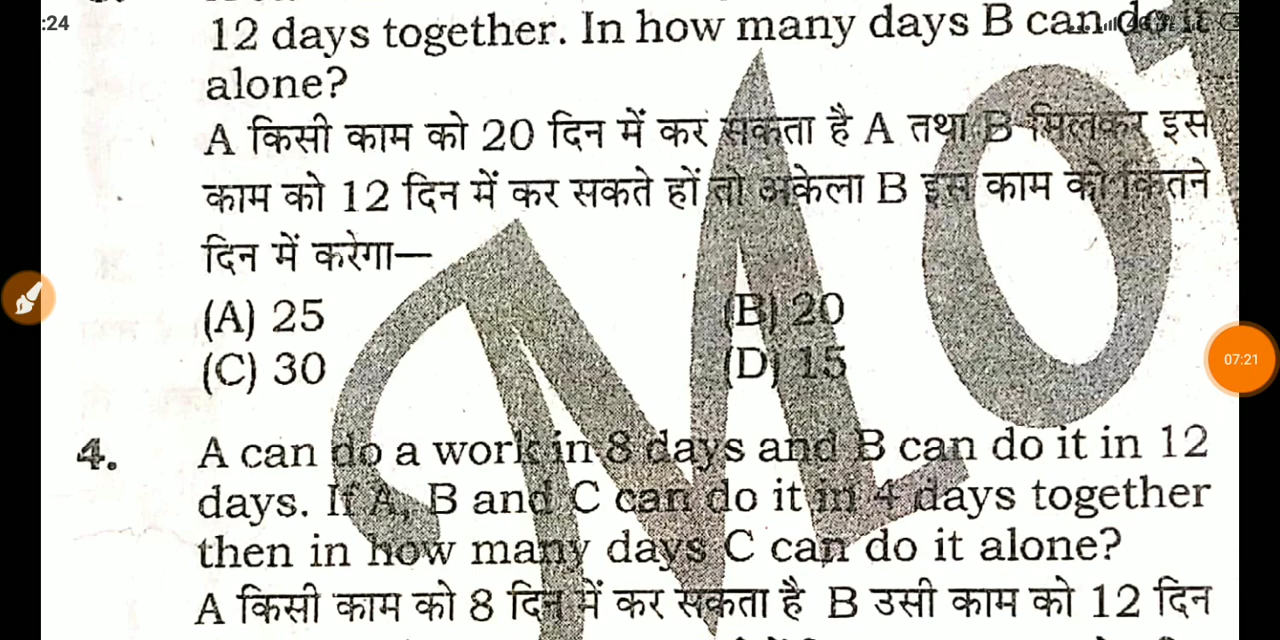 :24
12 days together. In how many days B can do it
alone?
A किसी काम को 20 दिन में कर सकता है A तथा B मिलकर इस
काम को 12 दिन में कर सकते हों तो अकेला B इस काम को कितने
दिन में करेगा—
(A) 25 (B) 20
(C) 30 (D) 15
07:21
4. A can do a work in 8 days and B can do it in 12
days. If A, B and C can do it in 4 days together
then in how many days C can do it alone?
A किसी काम को 8 दिन में कर सकता है B उसी काम को 12 दिन